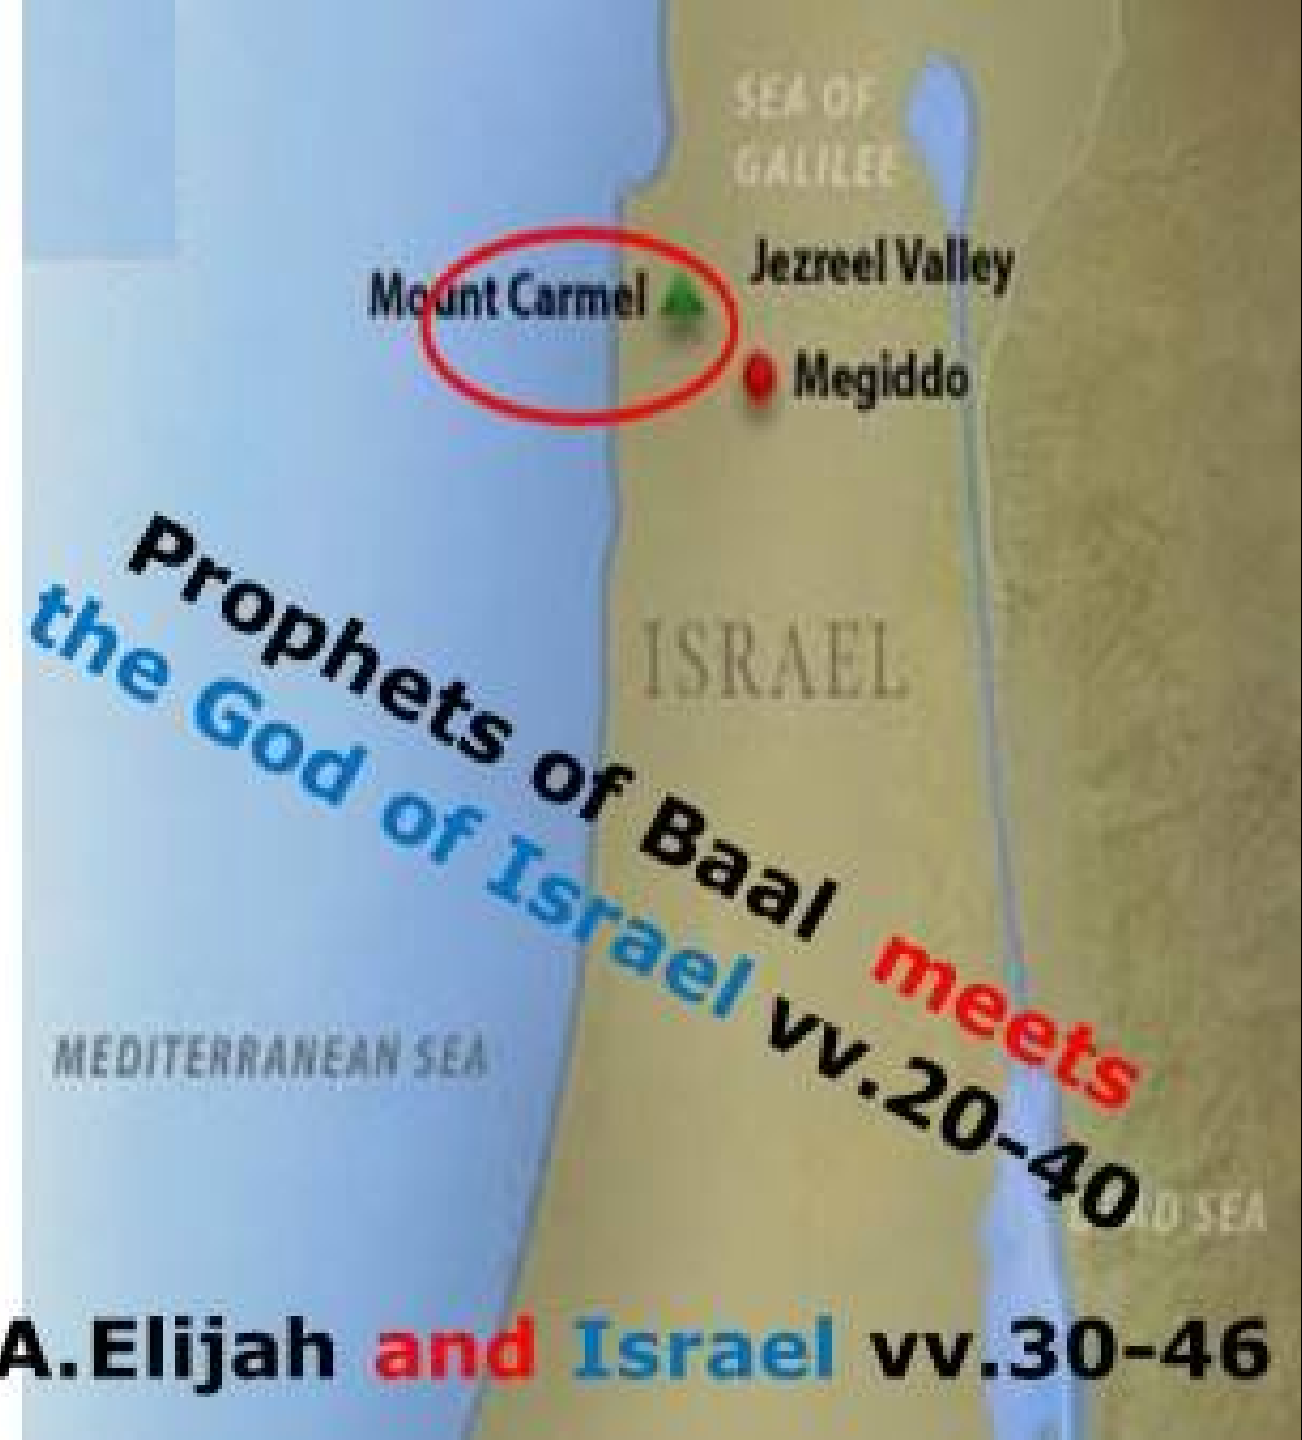 SEA OF
GALILEE
Jezreel Valley
Mount Carmel
Megiddo
ISRAEL
Prophets of Baal meets
the God of Israel vv.20-40
MEDITERRANEAN SEA
SEA
A.Elijah and Israel vv.30-46